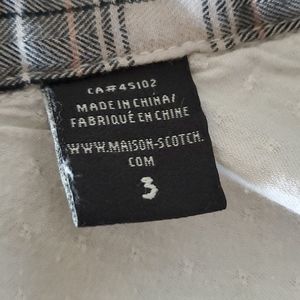 CA#45102
MADE IN CHINA/
FABRIQUÉ EN CHINE
WWW.MAISON-SCOTCH.
COM
3